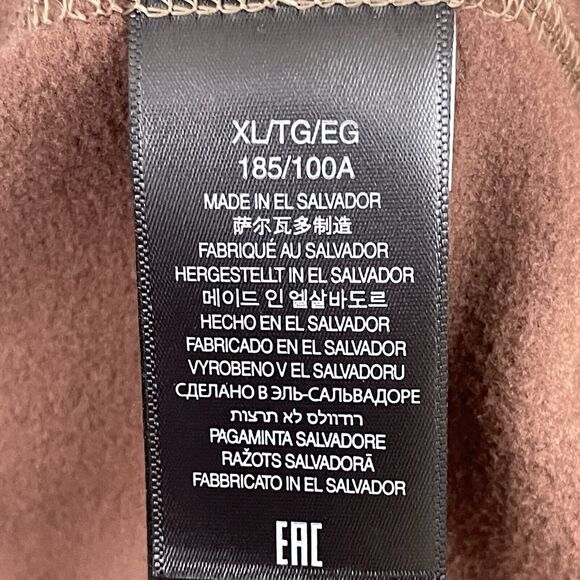 XL/TG/EG
185/100A
MADE IN EL SALVADOR
萨尔瓦多制造
FABRIQUÉ AU SALVADOR
HERGESTELLT IN EL SALVADOR
메이드 인 엘살바도르
HECHO EN EL SALVADOR
FABRICADO EN EL SALVADOR
VYROBENO V EL SALVADORU
СДЕЛАНО В ЭЛЬ-САЛЬВАДОРЕ
רודוולס לא תרצות
PAGAMINTA SALVADORE
RAŽOTS SALVADORĀ
FABBRICATO IN EL SALVADOR
EAC